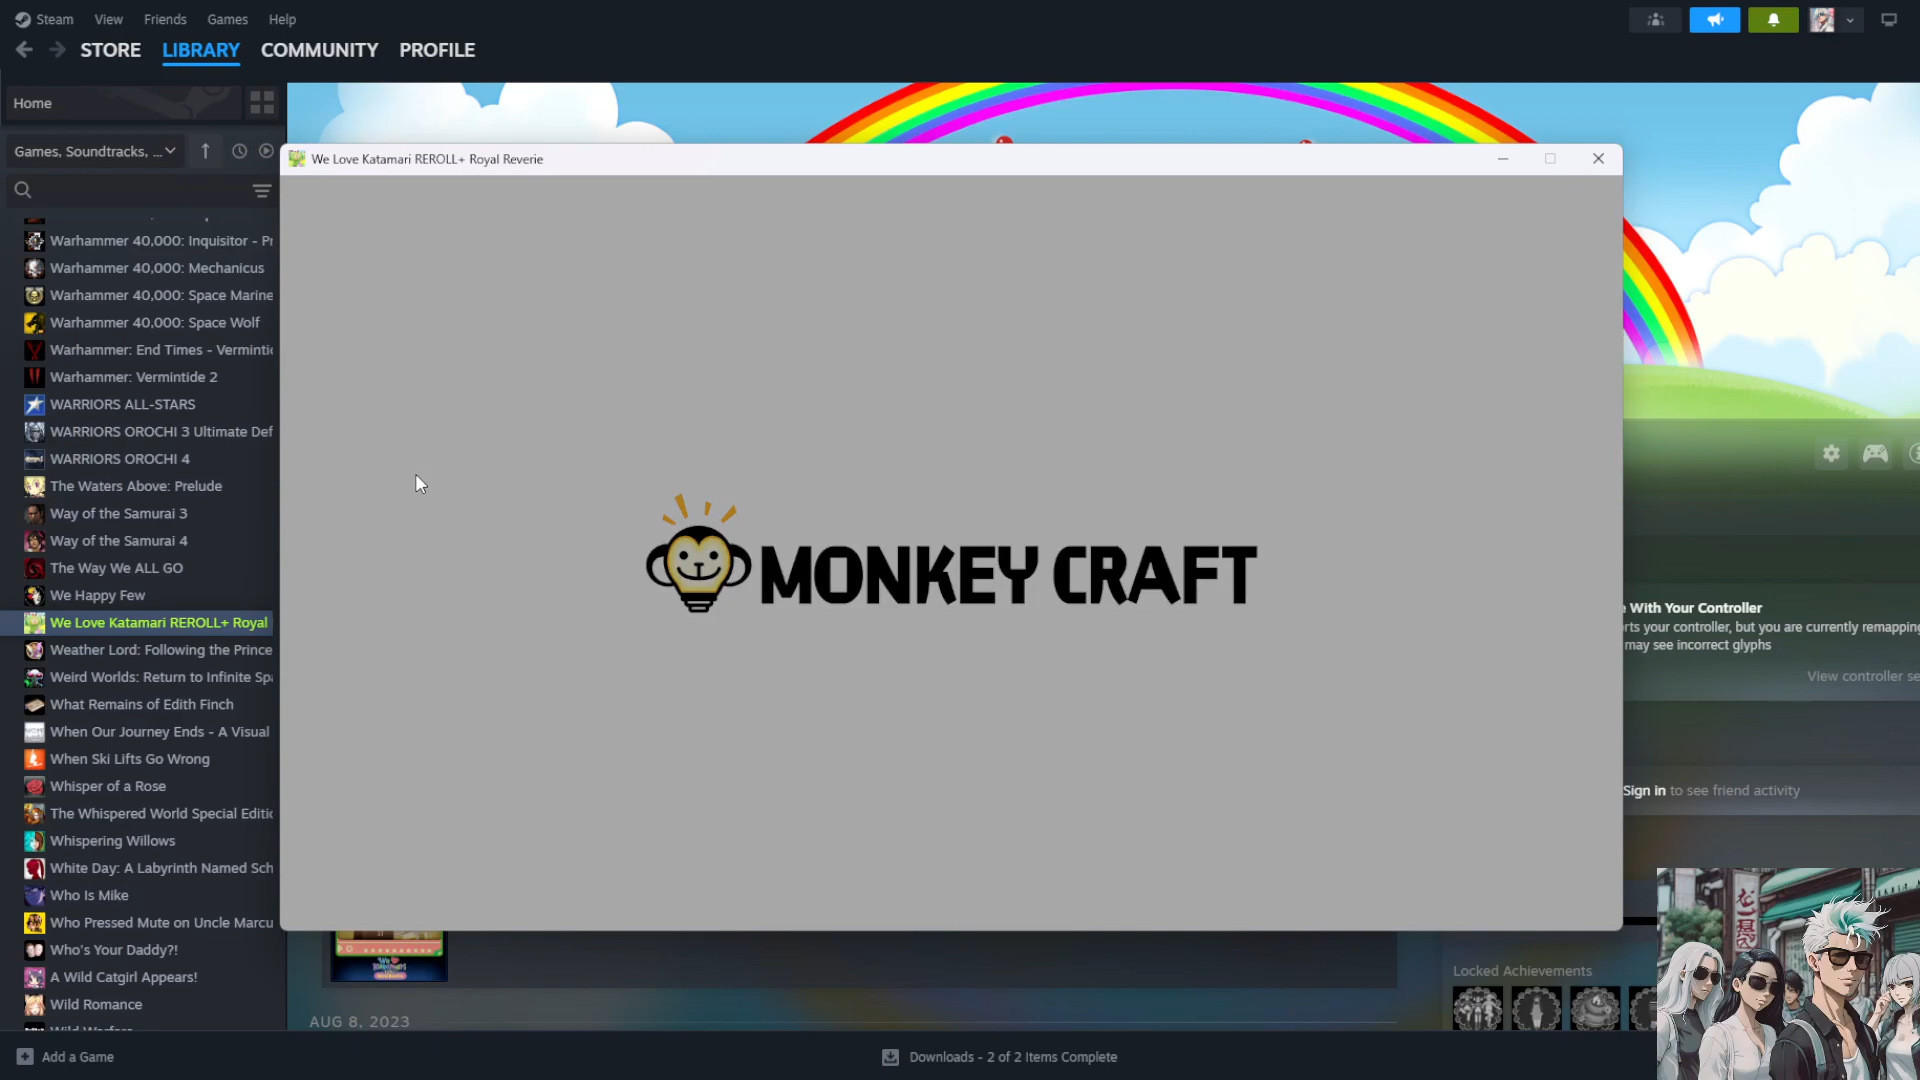 Steam View Friends Games Help
STORE LIBRARY COMMUNITY PROFILE
Home
Games, Soundtracks, ...
We Love Katamari REROLL+ Royal Reverie
Warhammer 40,000: Inquisitor - Pr
Warhammer 40,000: Mechanicus
Warhammer 40,000: Space Marine
Warhammer 40,000: Space Wolf
Warhammer: End Times - Verminti
Warhammer: Vermintide 2
WARRIORS ALL-STARS
WARRIORS OROCHI 3 Ultimate Def
WARRIORS OROCHI 4
The Waters Above: Prelude
Way of the Samurai 3
Way of the Samurai 4
The Way We ALL GO
We Happy Few
We Love Katamari REROLL+ Royal
Weather Lord: Following the Prince
Weird Worlds: Return to Infinite Spa
What Remains of Edith Finch
When Our Journey Ends - A Visual
When Ski Lifts Go Wrong
Whisper of a Rose
The Whispered World Special Editi
Whispering Willows
White Day: A Labyrinth Named Sch
Who Is Mike
Who Pressed Mute on Uncle Marcu
Who's Your Daddy?!
A Wild Catgirl Appears!
Wild Romance
MONKEY CRAFT
With Your Controller
rts your controller, but you are currently remapping
may see incorrect glyphs
View controller se
Sign in to see friend activity
Locked Achievements
AUG 8, 2023
Add a Game
Downloads - 2 of 2 Items Complete